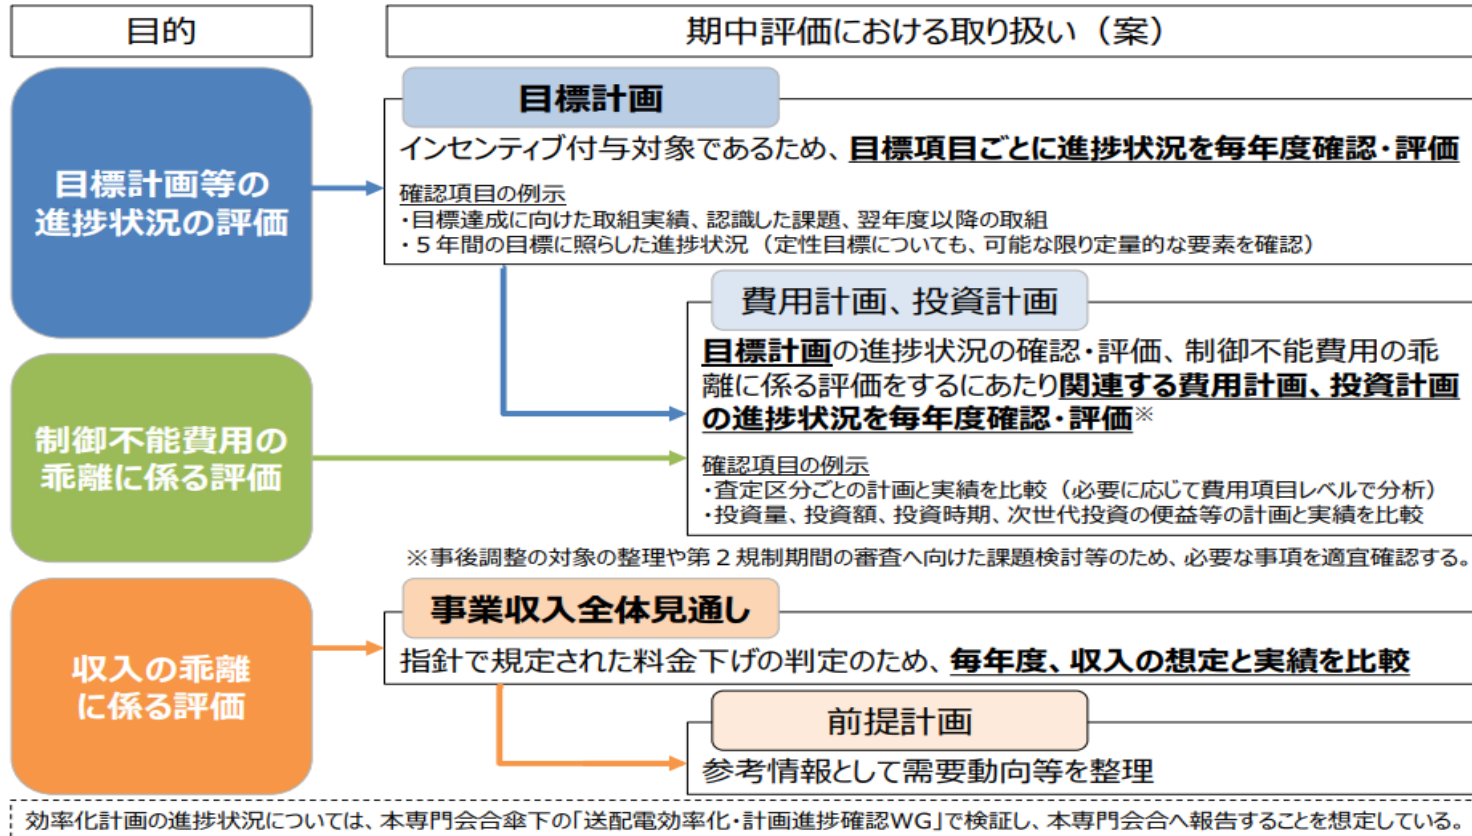 目的
期中評価における取り扱い（案）
目標計画等の
進捗状況の評価
目標計画
インセンティブ付与対象であるため、目標項目ごとに進捗状況を毎年度確認・評価
確認項目の例示
・目標達成に向けた取組実績、認識した課題、翌年度以降の取組
・５年間の目標に照らした進捗状況（定性目標についても、可能な限り定量的な要素を確認）
制御不能費用の
乖離に係る評価
費用計画、投資計画
目標計画の進捗状況の確認・評価、制御不能費用の乖
離に係る評価をするにあたり関連する費用計画、投資計画
の進捗状況を毎年度確認・評価※
確認項目の例示
・査定区分ごとの計画と実績を比較（必要に応じて費用項目レベルで分析）
・投資量、投資額、投資時期、次世代投資の便益等の計画と実績を比較
※事後調整の対象の整理や第２規制期間の審査へ向けた課題検討等のため、必要な事項を適宜確認する。
収入の乖離
に係る評価
事業収入全体見通し
指針で規定された料金下げの判定のため、毎年度、収入の想定と実績を比較
前提計画
参考情報として需要動向等を整理
効率化計画の進捗状況については、本専門会合傘下の「送配電効率化・計画進捗確認WG」で検証し、本専門会合へ報告することを想定している。